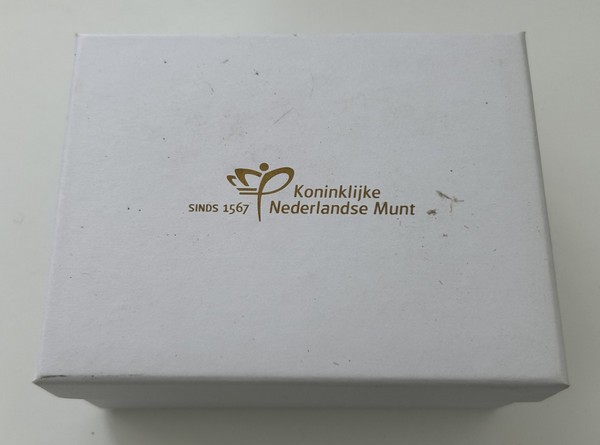 Koninklijke
SINDS 1567 Nederlandse Munt